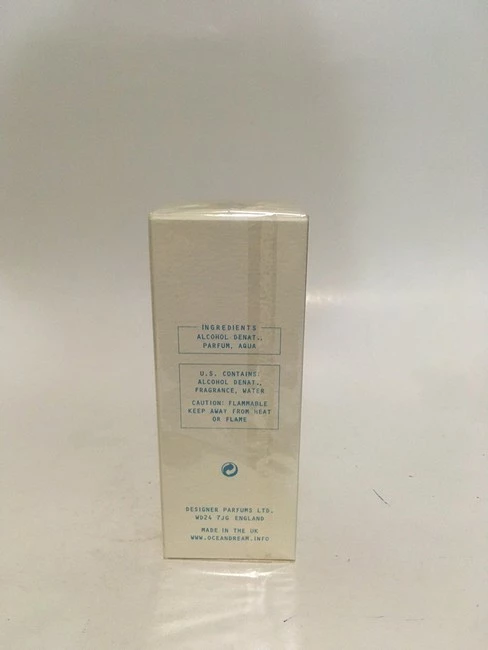 INGREDIENTS
ALCOHOL DENAT.,
PARFUM, AQUA
U.S. CONTAINS:
ALCOHOL DENAT.,
FRAGRANCE, WATER
CAUTION: FLAMMABLE
KEEP AWAY FROM HEAT
OR FLAME
DESIGNER PARFUMS LTD.
WD24 7JG ENGLAND
MADE IN THE UK
WWW.OCEANDREAM.INFO